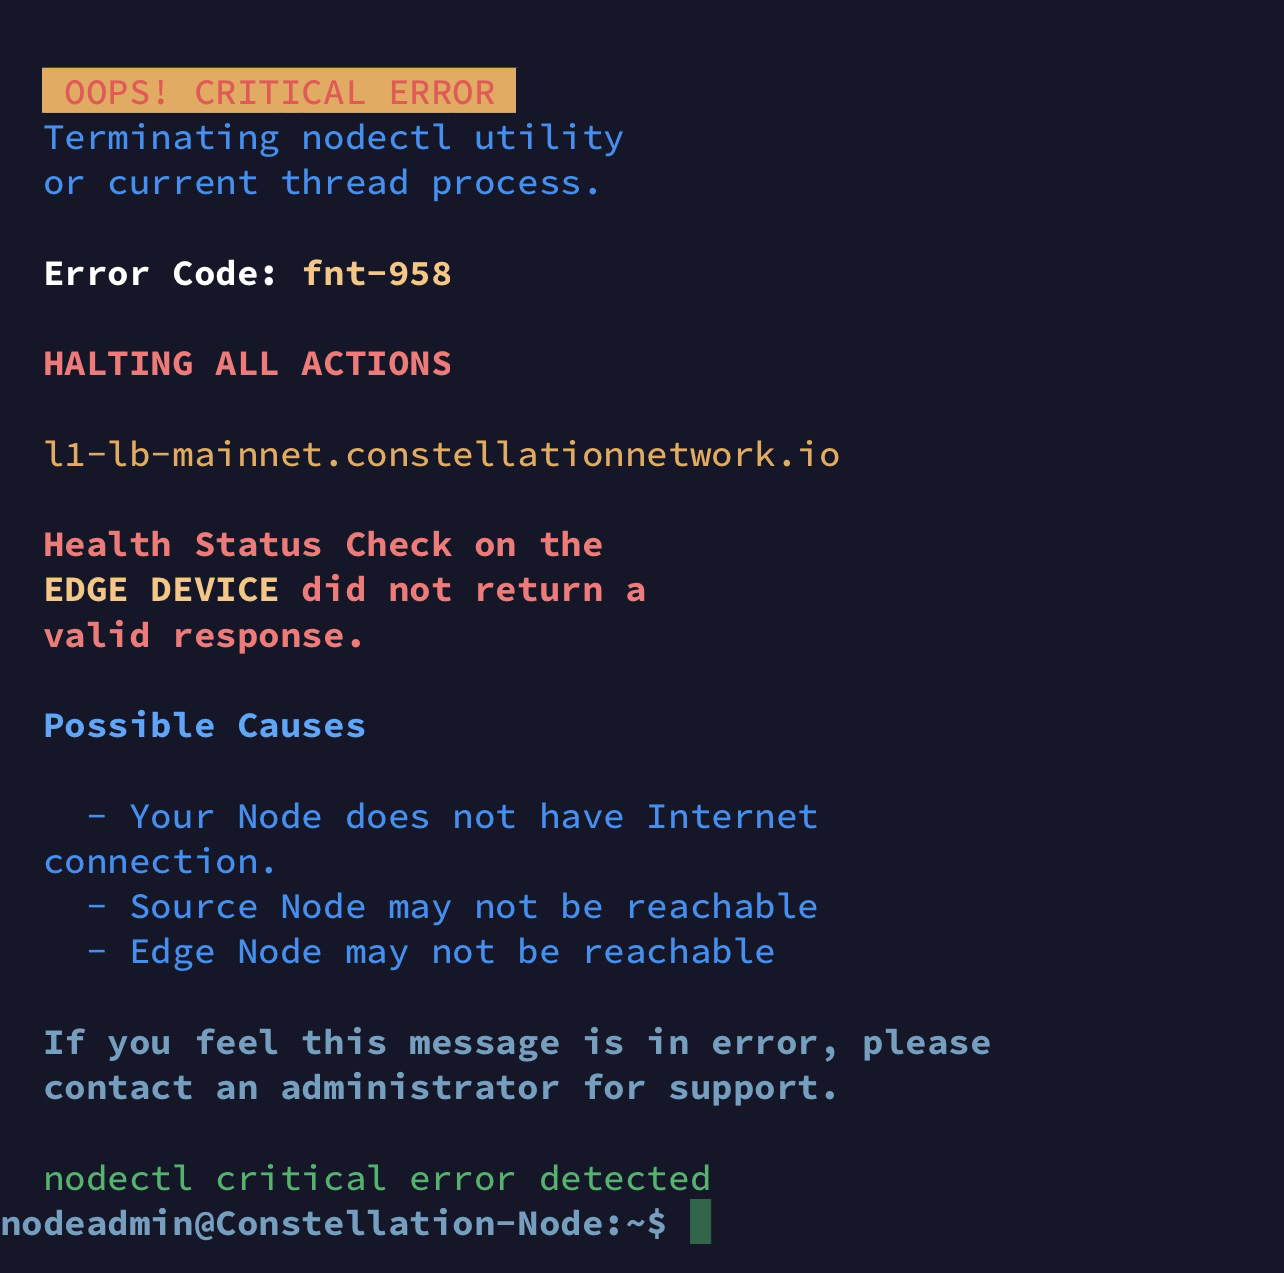 OOPS! CRITICAL ERROR
Terminating nodectl utility
or current thread process.
Error Code: fnt-958
HALTING ALL ACTIONS
l1-lb-mainnet.constellationnetwork.io
Health Status Check on the
EDGE DEVICE did not return a
valid response.
Possible Causes
- Your Node does not have Internet
connection.
- Source Node may not be reachable
- Edge Node may not be reachable
If you feel this message is in error, please
contact an administrator for support.
nodectl critical error detected
nodeadmin@Constellation-Node:~$